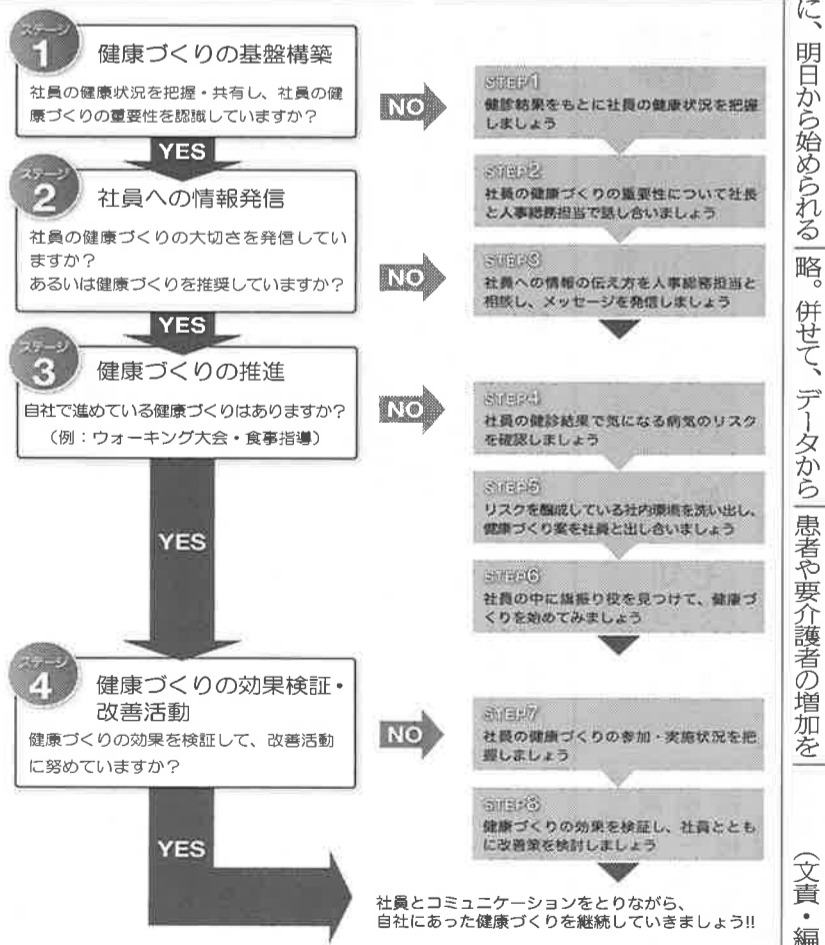 ステージ
1
健康づくりの基盤構築
社員の健康状況を把握・共有し、社員の健
康づくりの重要性を認識していますか？
NO
STEP1
健診結果をもとに社員の健康状況を把握
しましょう
YES
STEP2
社員の健康づくりの重要性について社長
と人事総務担当で話し合いましょう
ステージ
2
社員への情報発信
社員の健康づくりの大切さを発信してい
ますか？
あるいは健康づくりを推奨していますか？
NO
STEP3
社員への情報の伝え方を人事総務担当と
相談し、メッセージを発信しましょう
YES
ステージ
3
健康づくりの推進
自社で進めている健康づくりはありますか？
（例：ウォーキング大会・食事指導）
NO
STEP4
社員の健診結果で気になる病気のリスク
を確認しましょう
STEP5
リスクを醸成している社内環境を洗い出し、
健康づくり案を社員と出し合いましょう
YES
STEP6
社員の中に旗振り役を見つけて、健康づ
くりを始めてみましょう
ステージ
4
健康づくりの効果検証・
改善活動
健康づくりの効果を検証して、改善活動
に努めていますか？
NO
STEP7
社員の健康づくりの参加・実施状況を把
握しましょう
STEP8
健康づくりの効果を検証し、社員ととも
に改善策を検討しましょう
YES
社員とコミュニケーションをとりながら、
自社にあった健康づくりを継続していきましょう!!
に、明日から始められる
略。併せて、データから
患者や要介護者の増加を
（文責・編